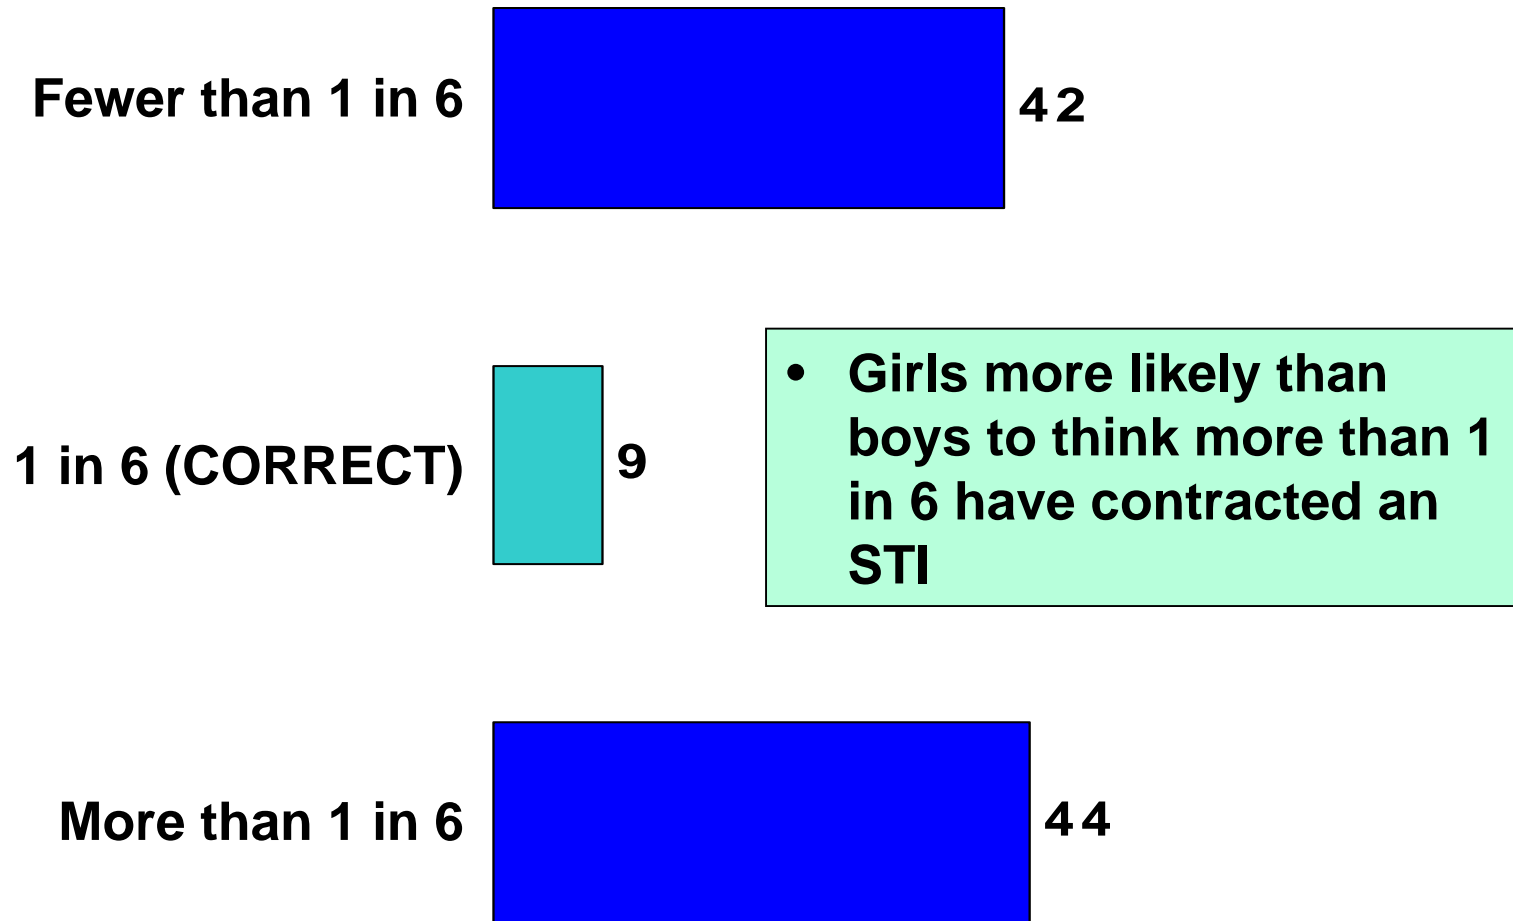 Fewer than 1 in 6
42
1 in 6 (CORRECT)
9
• Girls more likely than
boys to think more than 1
in 6 have contracted an
STI
More than 1 in 6
44